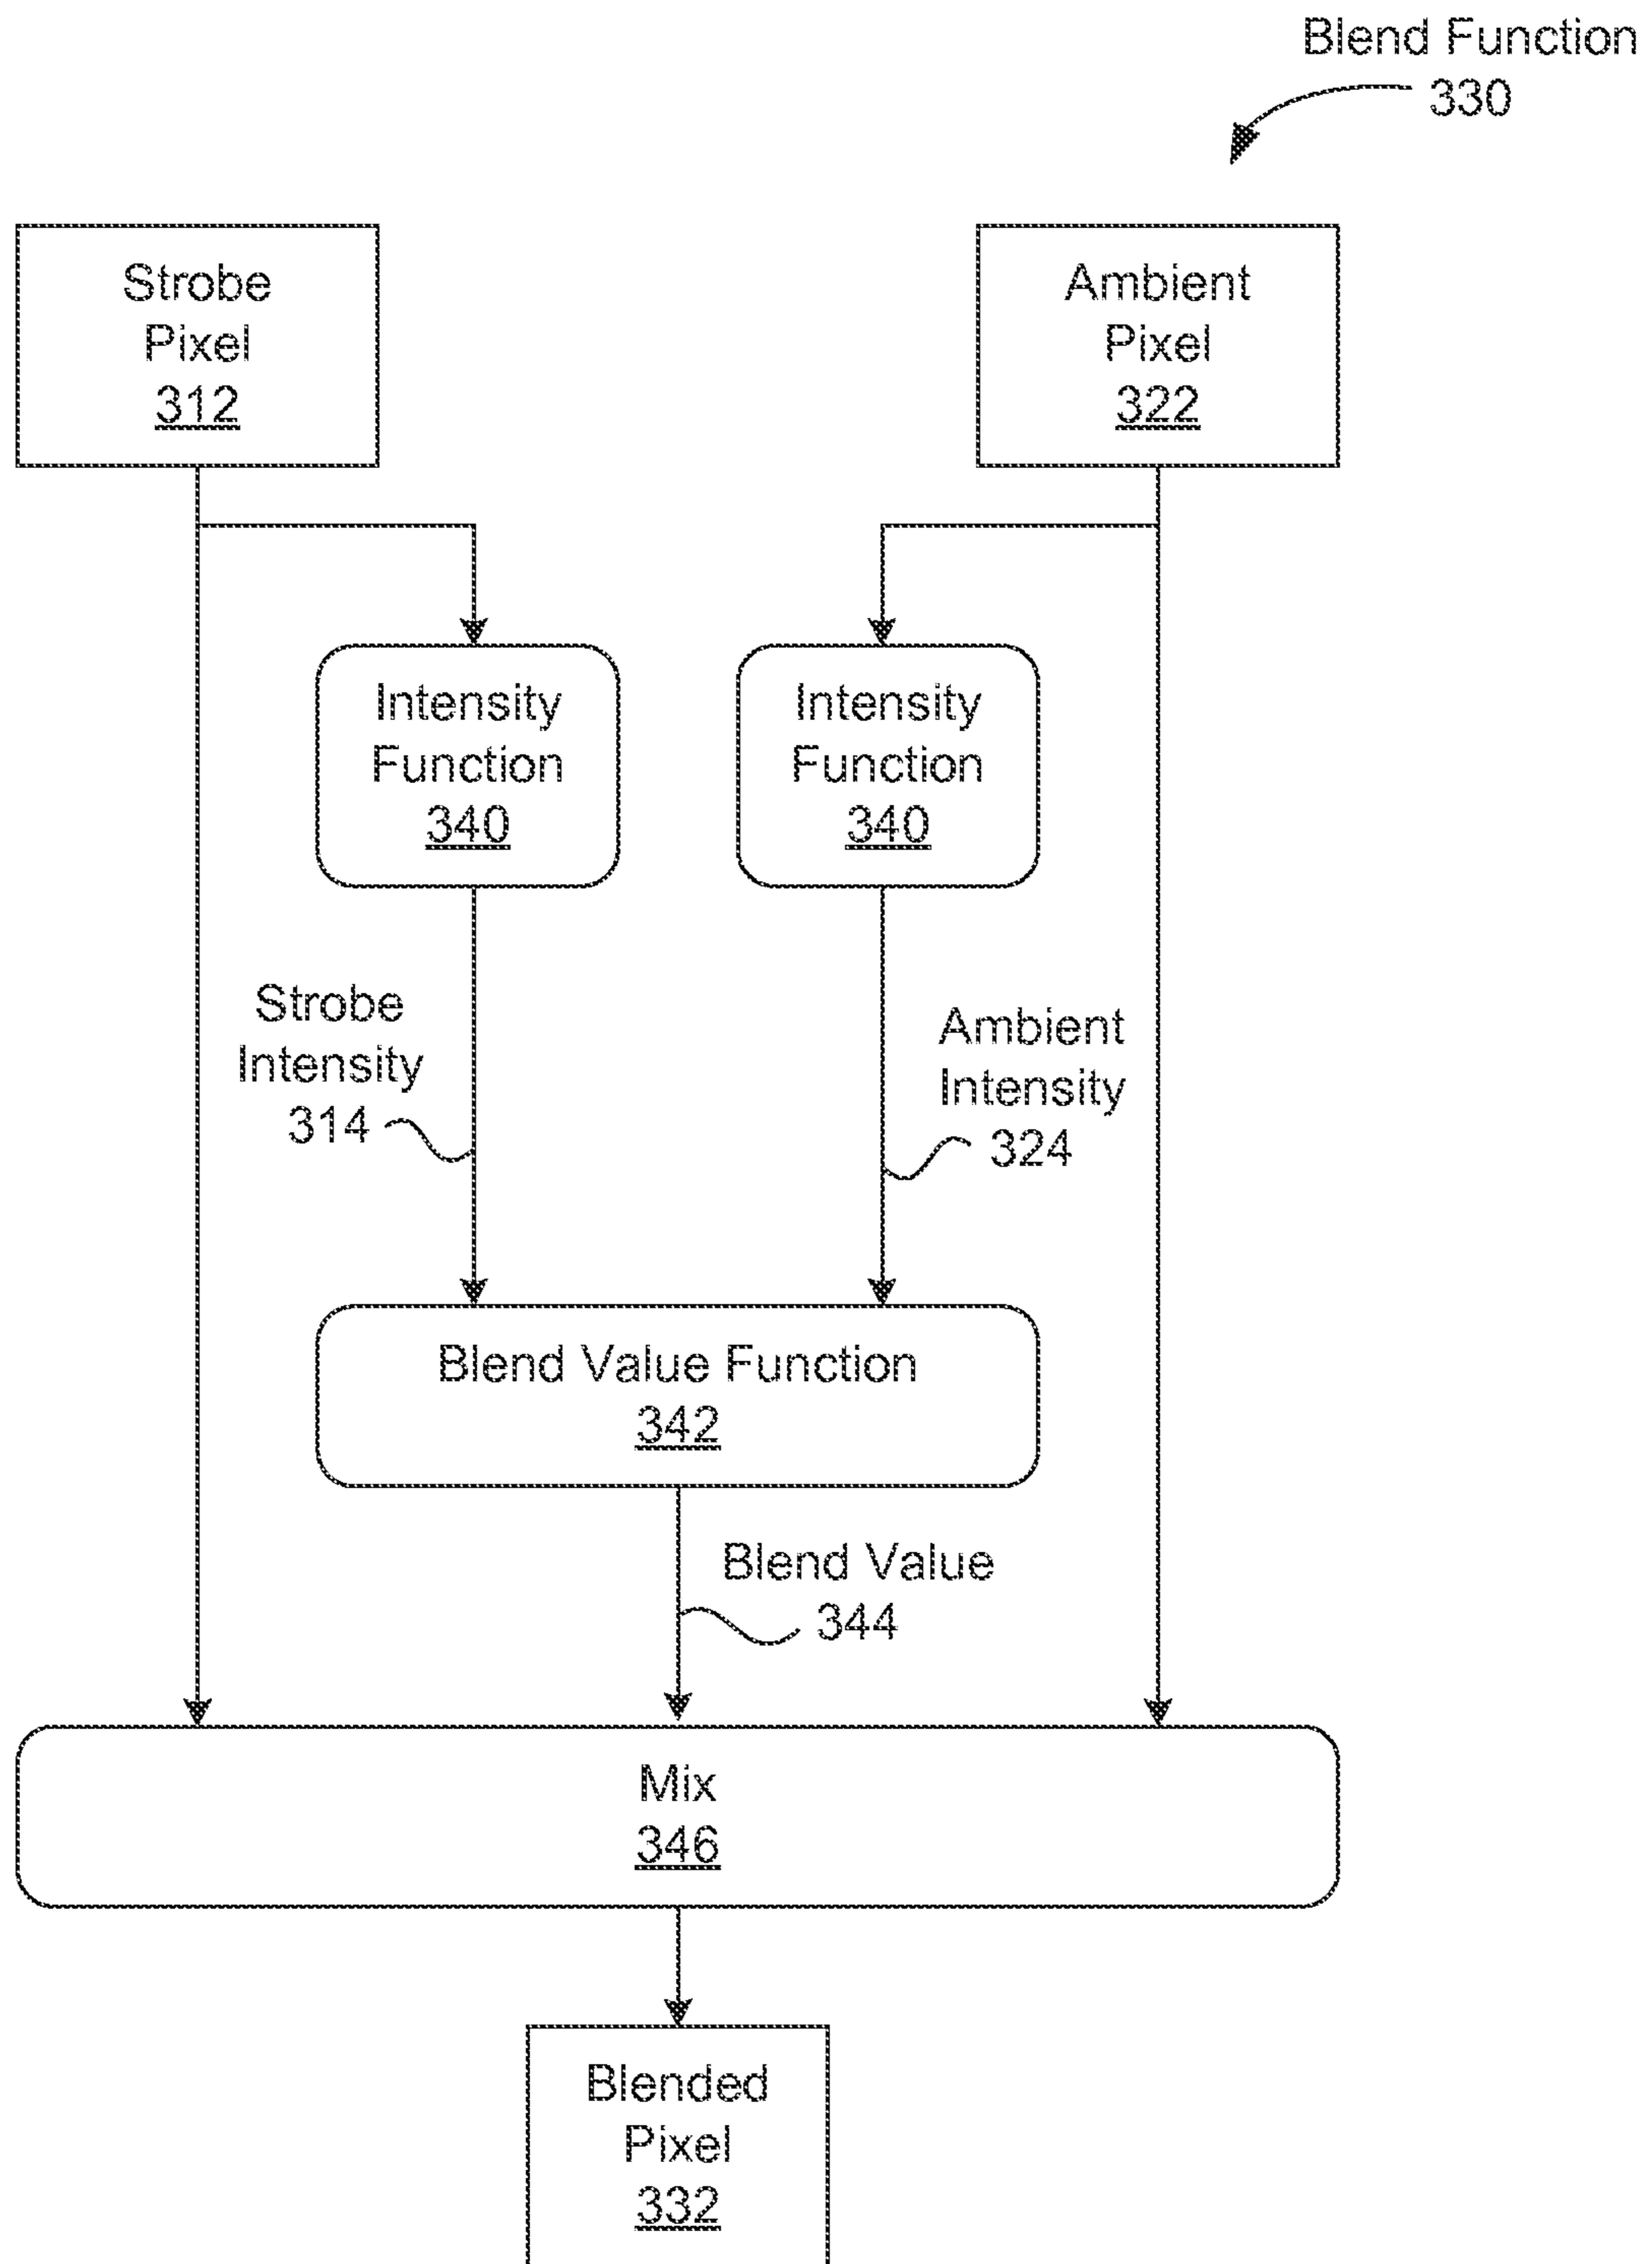 Blend Function
330
Strobe
Pixel
312
Ambient
Pixel
322
Intensity
Function
340
Intensity
Function
340
Strobe
Intensity
314
Ambient
Intensity
324
Blend Value Function
342
Blend Value
344
Mix
346
Blended
Pixel
332